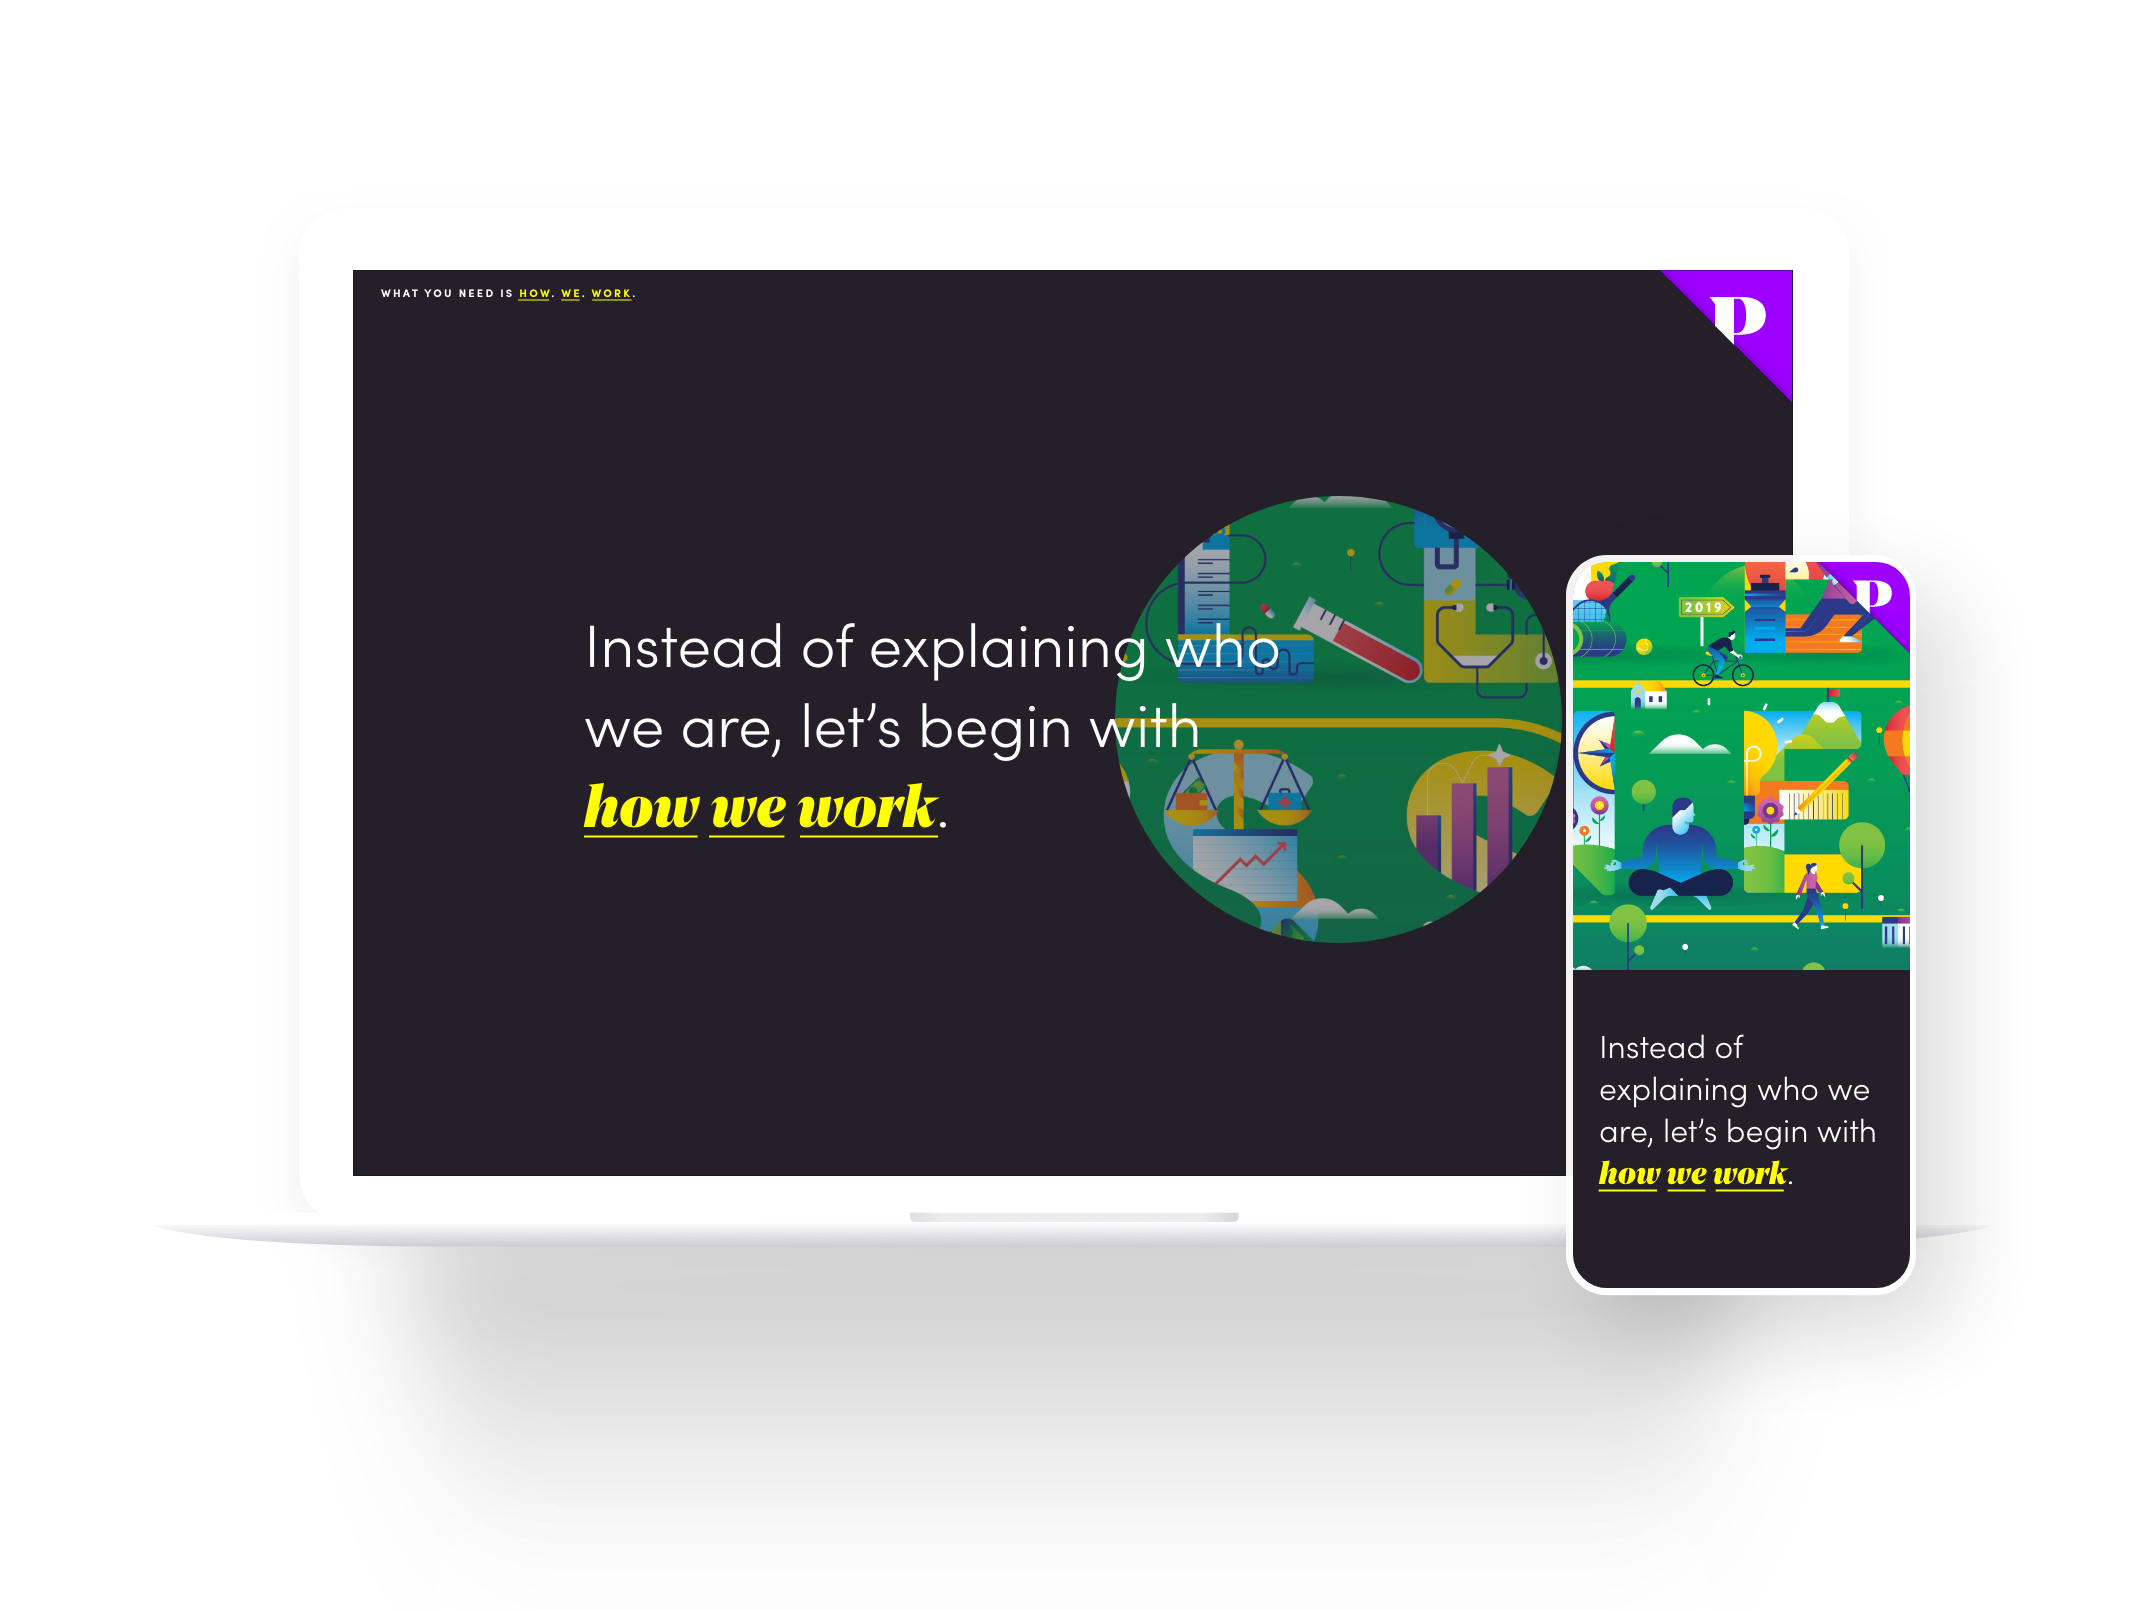 WHAT YOU NEED IS HOW. WE. WORK.
P
Instead of explaining who
we are, let’s begin with
how we work.
P
2019
Instead of
explaining who we
are, let’s begin with
how we work.